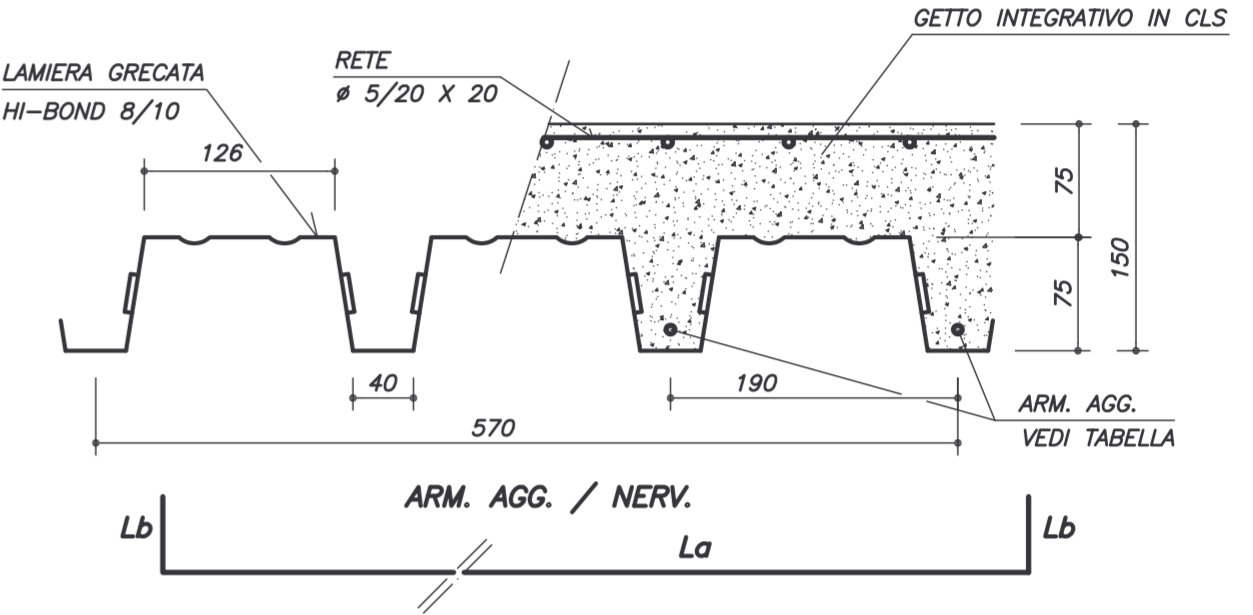 GETTO INTEGRATIVO IN CLS
LAMIERA GRECATA
HI-BOND 8/10
RETE
ø 5/20 X 20
126
75
75
150
40
190
570
ARM. AGG.
VEDI TABELLA
ARM. AGG. / NERV.
Lb
La
Lb